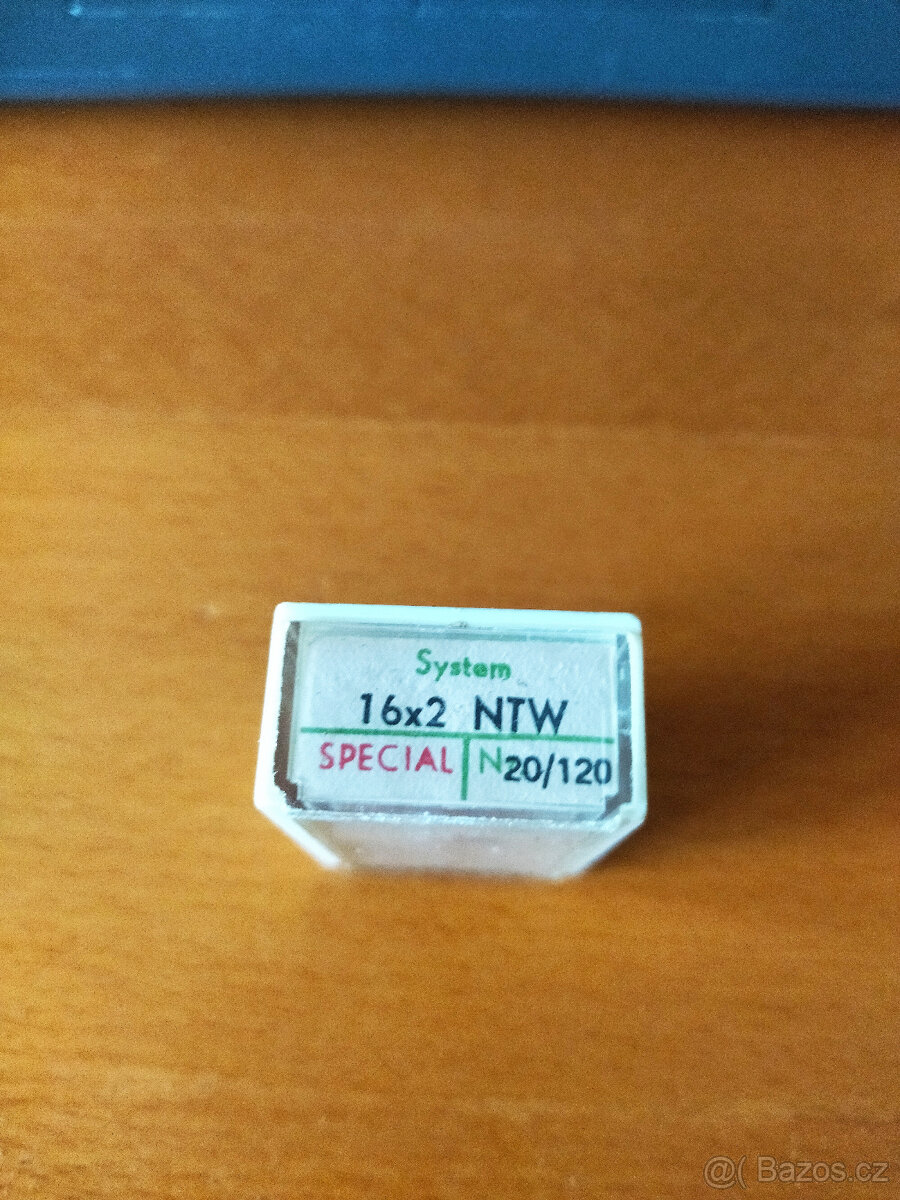 System
16x2 NTW
SPECIAL N20/120
@( Bazos.cz